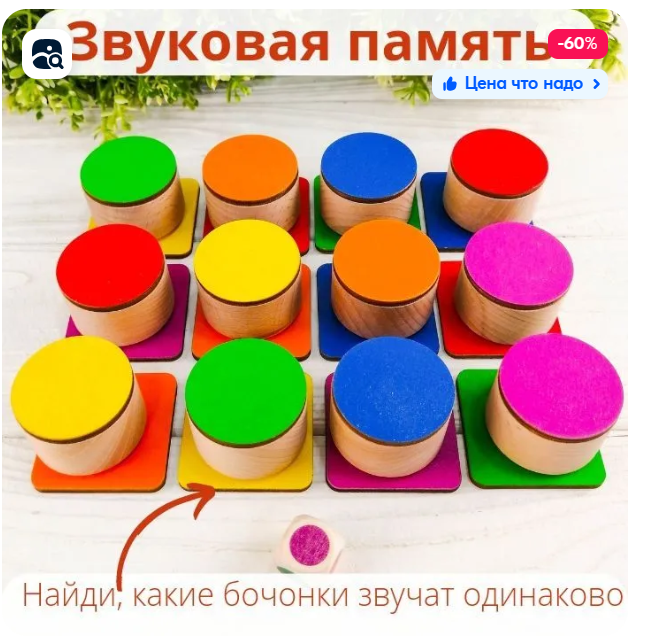 Звуковая память
-60%
Цена что надо
Найди, какие бочонки звучат одинаково